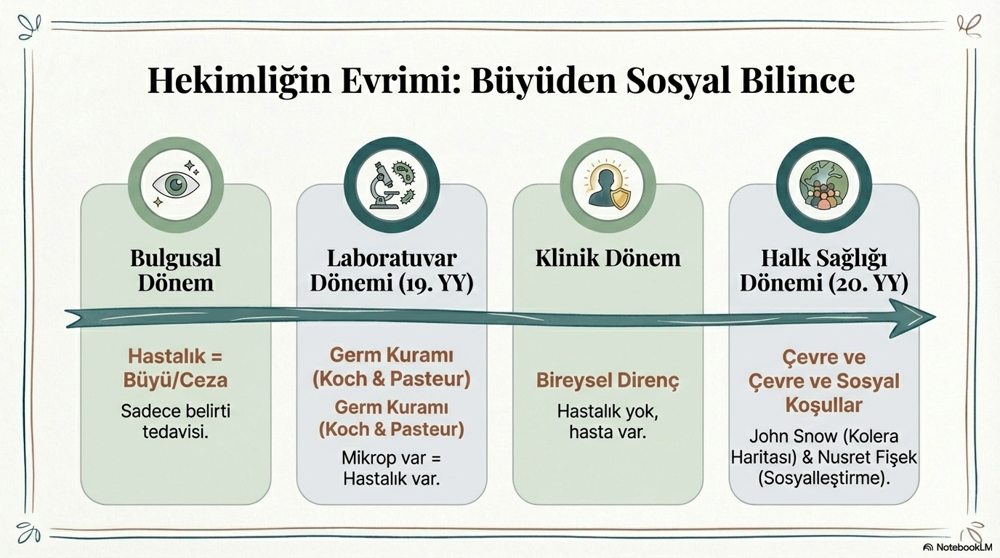 Hekimliğin Evrimi: Büyüden Sosyal Bilince
Bulgusal
Dönem
Hastalık =
Büyü/Ceza
Sadece belirti
tedavisi.
Laboratuvar
Dönemi (19. YY)
Germ Kuramı
(Koch & Pasteur)
Germ Kuramı
(Koch & Pasteur)
Mikrop var =
Hastalık var.
Klinik Dönem
Bireysel Direnç
Hastalık yok,
hasta var.
Halk Sağlığı
Dönemi (20. YY)
Çevre ve
Çevre ve Sosyal
Koşullar
John Snow (Kolera
Haritası) & Nusret Fişek
(Sosyalleştirme).
NotebookLM